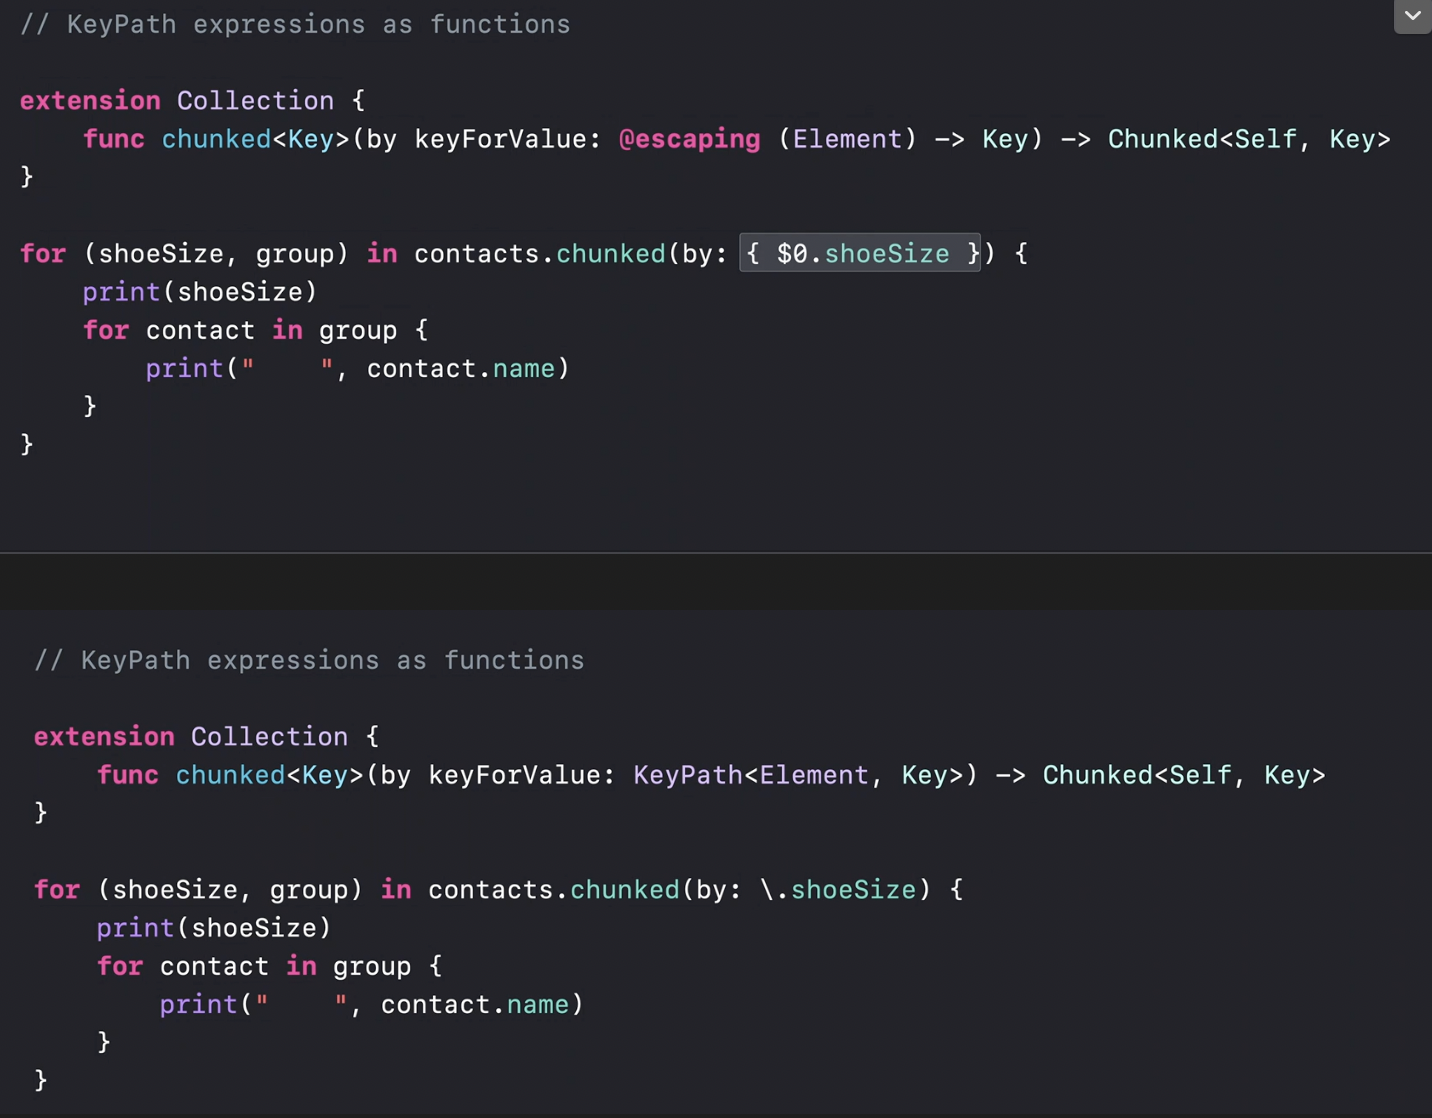 // KeyPath expressions as functions
extension Collection {
    func chunked<Key>(by keyForValue: @escaping (Element) -> Key) -> Chunked<Self, Key>
}
for (shoeSize, group) in contacts.chunked(by: { $0.shoeSize }) {
    print(shoeSize)
    for contact in group {
        print("    ", contact.name)
    }
}
// KeyPath expressions as functions
extension Collection {
    func chunked<Key>(by keyForValue: KeyPath<Element, Key>) -> Chunked<Self, Key>
}
for (shoeSize, group) in contacts.chunked(by: \.shoeSize) {
    print(shoeSize)
    for contact in group {
        print("    ", contact.name)
    }
}